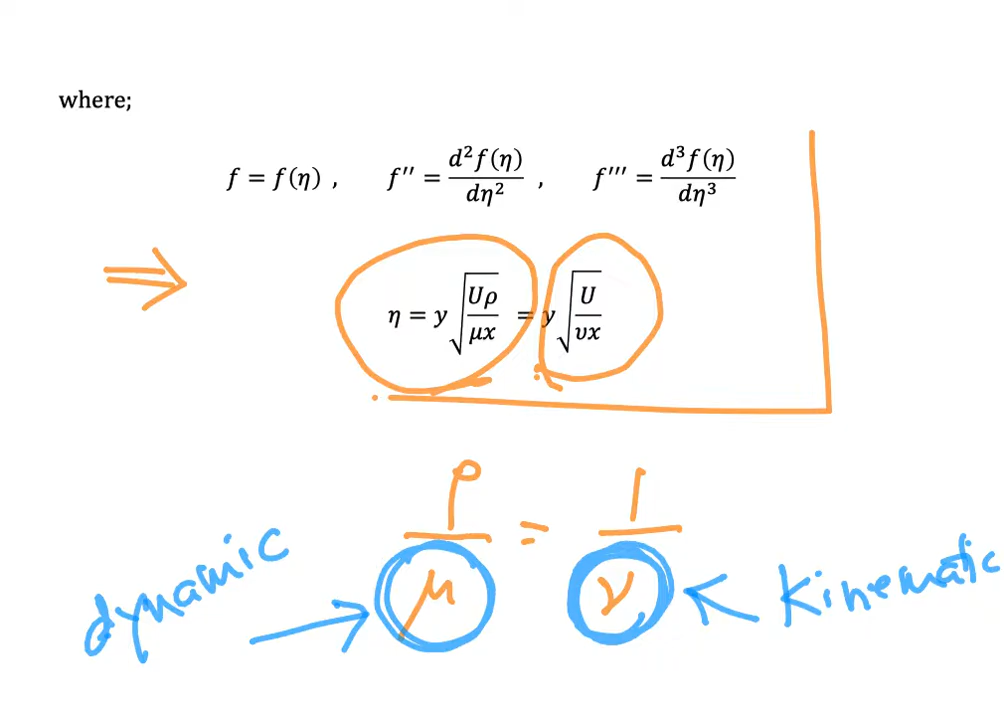 where;
f = f(η) , f′′ = d²f(η)/dη² , f′′′ = d³f(η)/dη³
⇒ η = y √(Uρ/μx) = y √(U/υx)
ρ/μ = 1/ν
dynamic → ← Kinematic